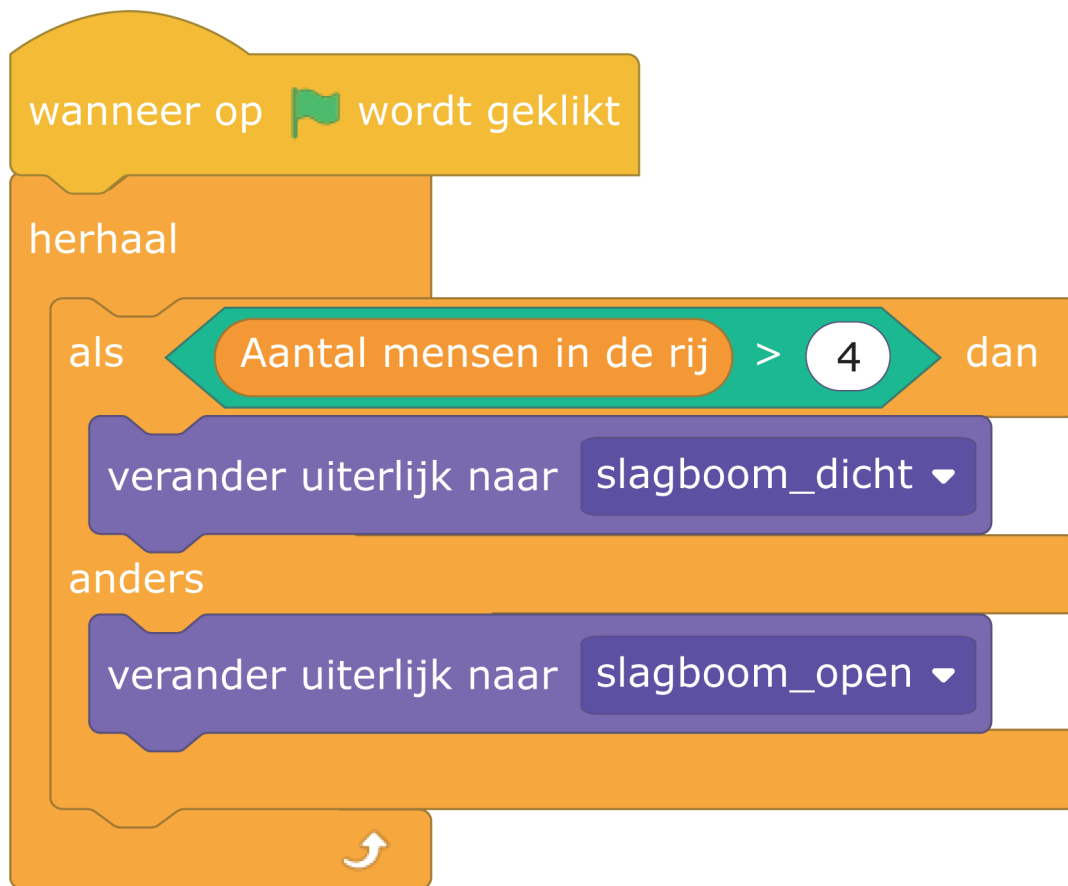 wanneer op wordt geklikt
herhaal
als Aantal mensen in de rij > 4 dan
verander uiterlijk naar slagboom_dicht
anders
verander uiterlijk naar slagboom_open